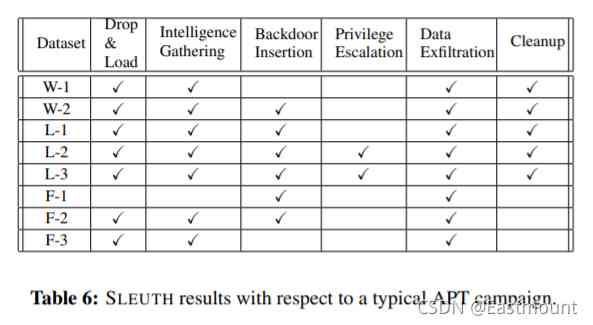 Dataset Drop & Load Intelligence Gathering Backdoor Insertion Privilege Escalation Data Exfiltration Cleanup
W-1 ✓ ✓ ✓ ✓
W-2 ✓ ✓ ✓ ✓ ✓
L-1 ✓ ✓ ✓ ✓ ✓
L-2 ✓ ✓ ✓ ✓ ✓ ✓
L-3 ✓ ✓ ✓ ✓ ✓ ✓
F-1 ✓ ✓
F-2 ✓ ✓ ✓ ✓
F-3 ✓ ✓ ✓
Table 6: SLEUTH results with respect to a typical APT campaign.
CSDN @Eastmount